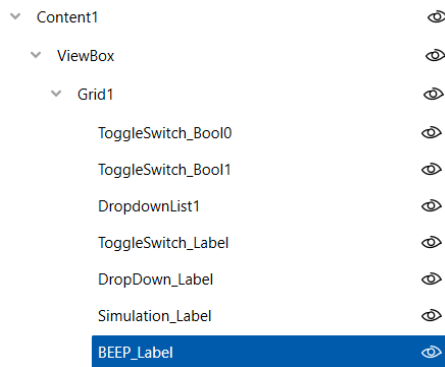 Content1
ViewBox
Grid1
ToggleSwitch_Bool0
ToggleSwitch_Bool1
DropdownList1
ToggleSwitch_Label
DropDown_Label
Simulation_Label
BEEP_Label